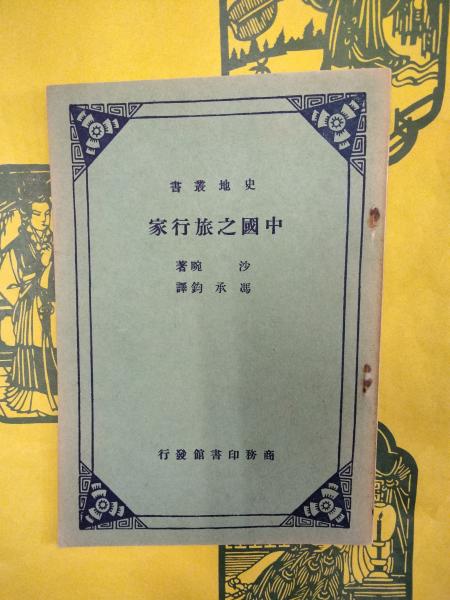 史地叢書
中國之旅行家
沙畹著
馮承鈞譯
商務印書館發行